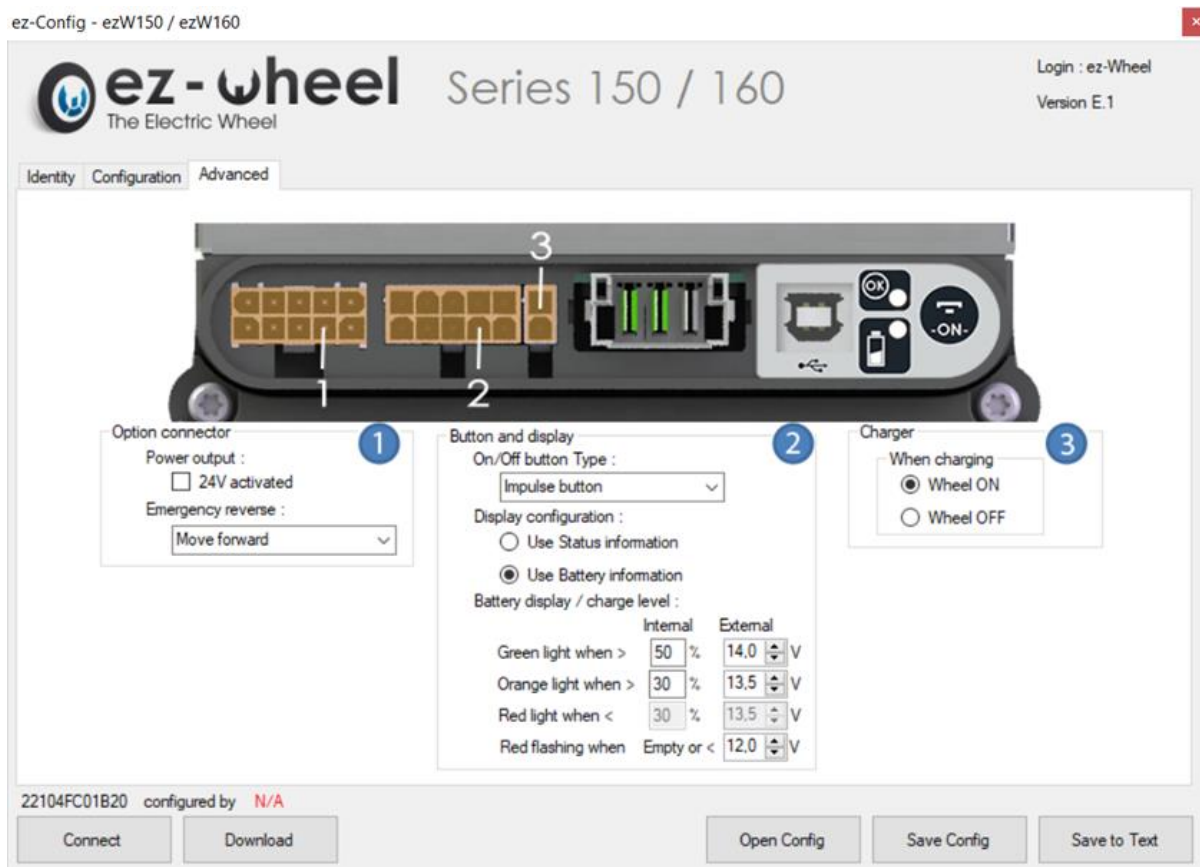 ez-Config - ezW150 / ezW160
ez-wheel
The Electric Wheel
Series 150 / 160
Login : ez-Wheel
Version E.1
Identity Configuration Advanced
1
2
3
OK
-ON-
Option connector
1
Power output :
24V activated
Emergency reverse :
Move forward
Button and display
2
On/Off button Type :
Impulse button
Display configuration :
Use Status information
Use Battery information
Battery display / charge level :
Internal External
Green light when > 50 % 14,0 V
Orange light when > 30 % 13,5 V
Red light when < 30 % 13,5 V
Red flashing when Empty or < 12,0 V
Charger
3
When charging
Wheel ON
Wheel OFF
22104FC01B20 configured by N/A
Connect Download Open Config Save Config Save to Text